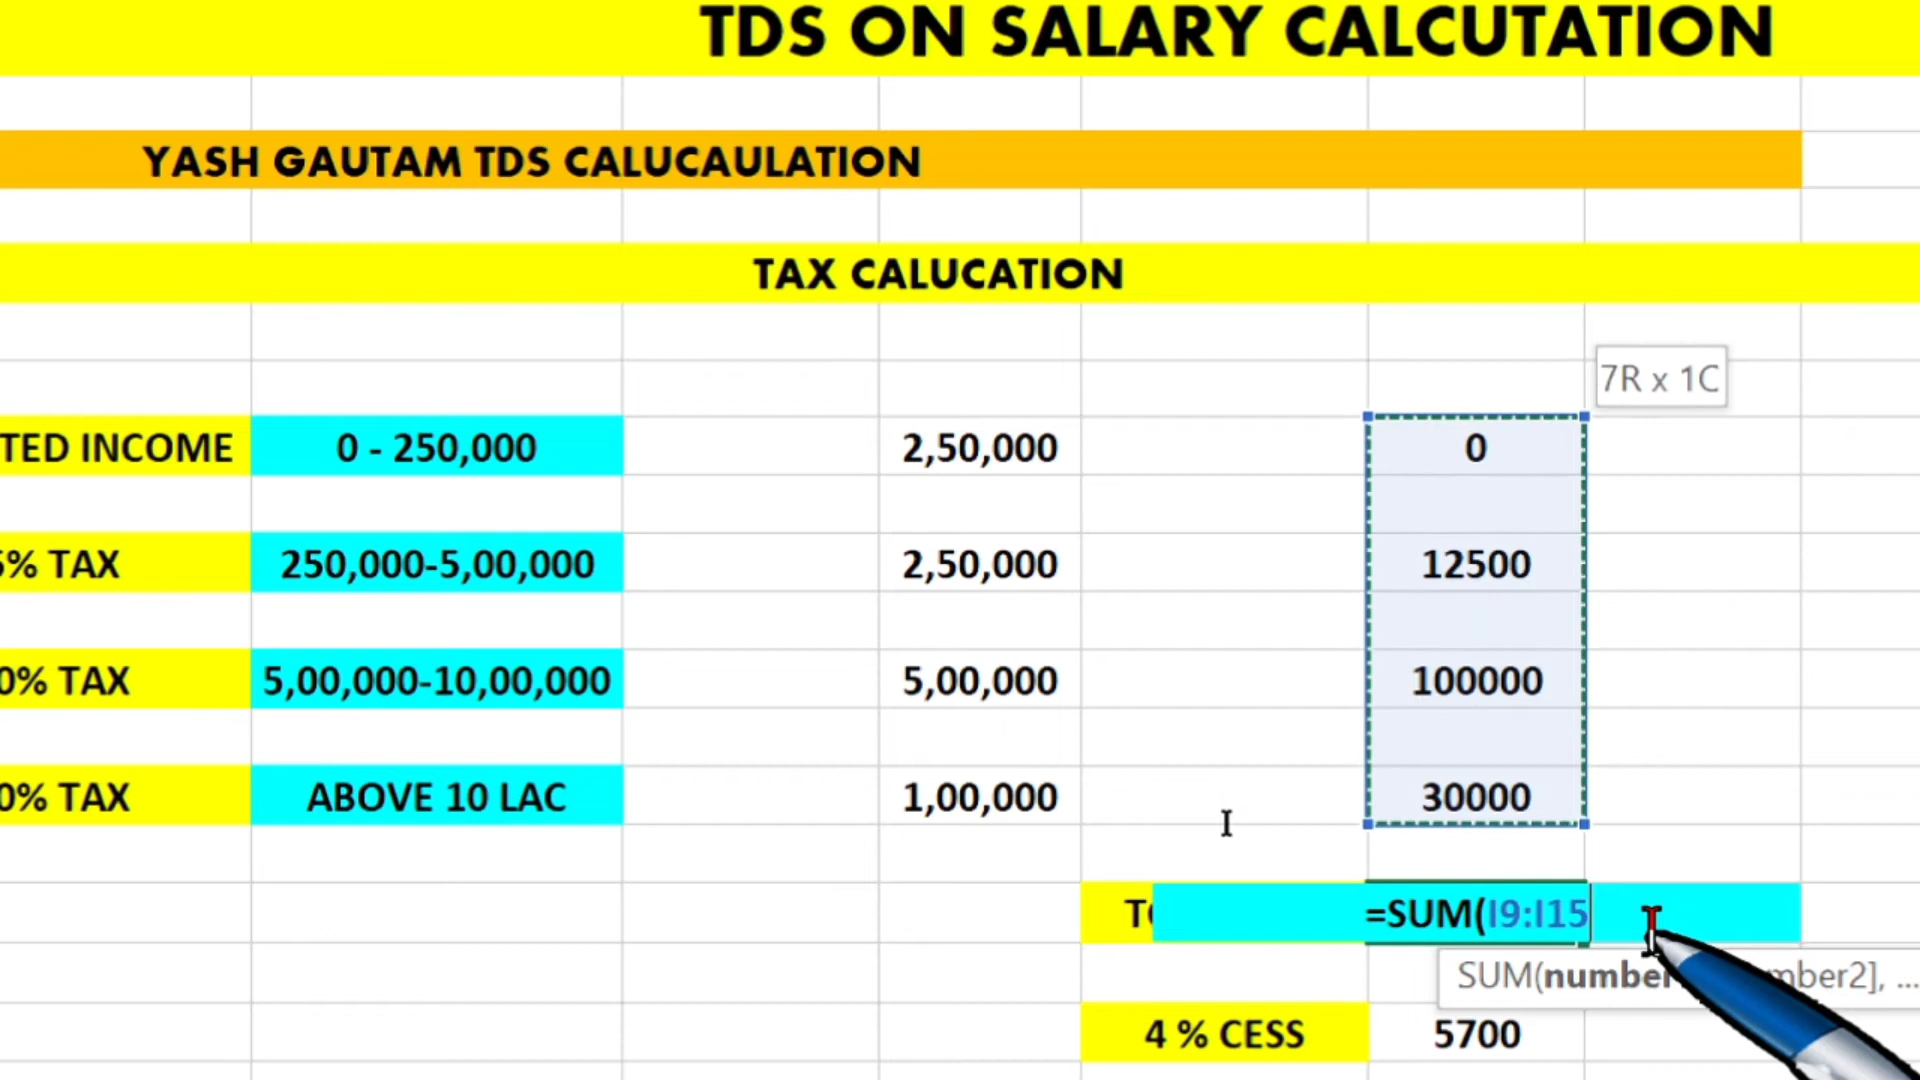 TDS ON SALARY CALCUTATION
YASH GAUTAM TDS CALUCAULATION
TAX CALUCATION
7R x 1C
TED INCOME 0 - 250,000 2,50,000 0
% TAX 250,000-5,00,000 2,50,000 12500
0% TAX 5,00,000-10,00,000 5,00,000 100000
0% TAX ABOVE 10 LAC 1,00,000 30000
=SUM(I9:I15
SUM(number mber2], ...
4 % CESS 5700